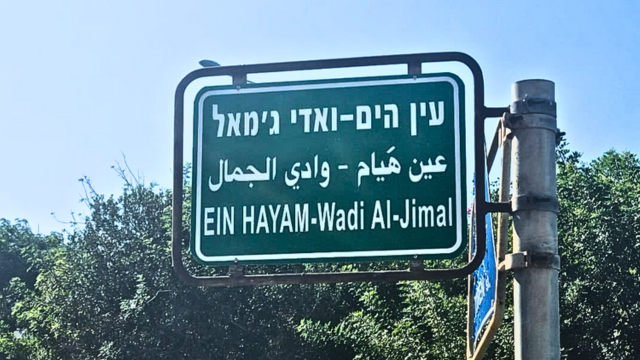 עין הים-ואדי ג'מאל
عين هَيام - وادي الجمال
EIN HAYAM-Wadi Al-Jimal